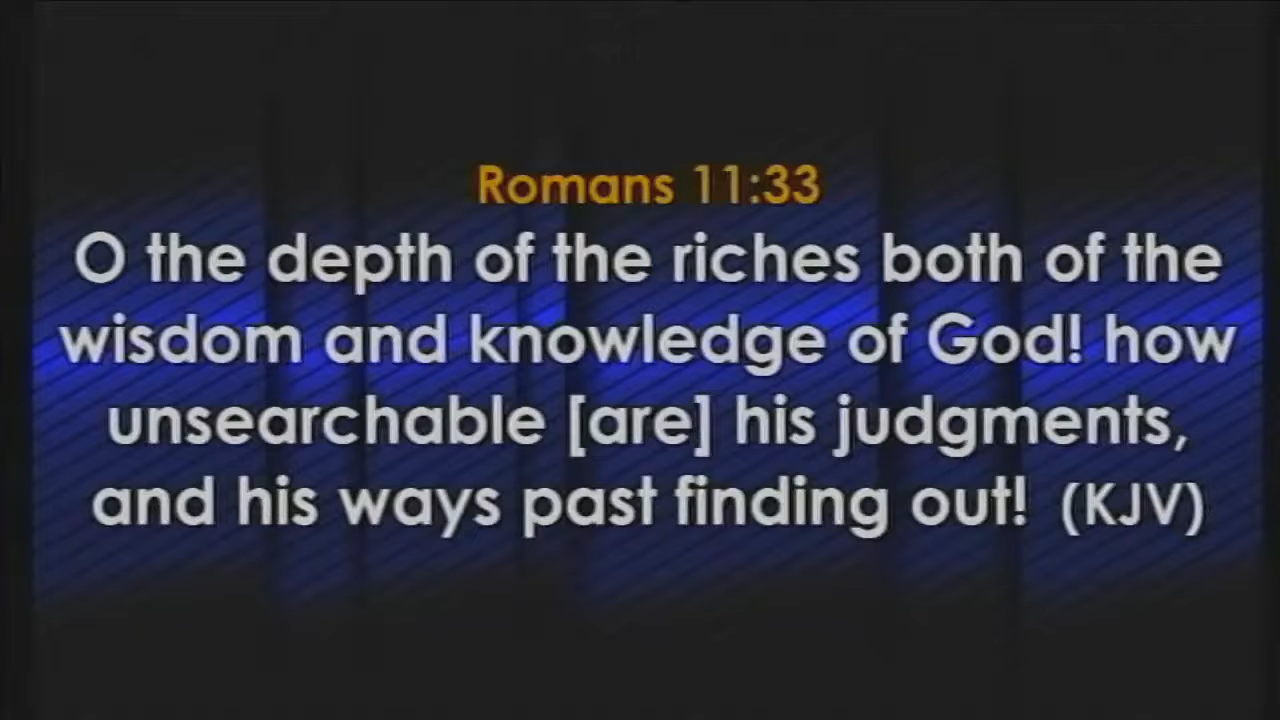 Romans 11:33
O the depth of the riches both of the
wisdom and knowledge of God! how
unsearchable [are] his judgments,
and his ways past finding out! (KJV)